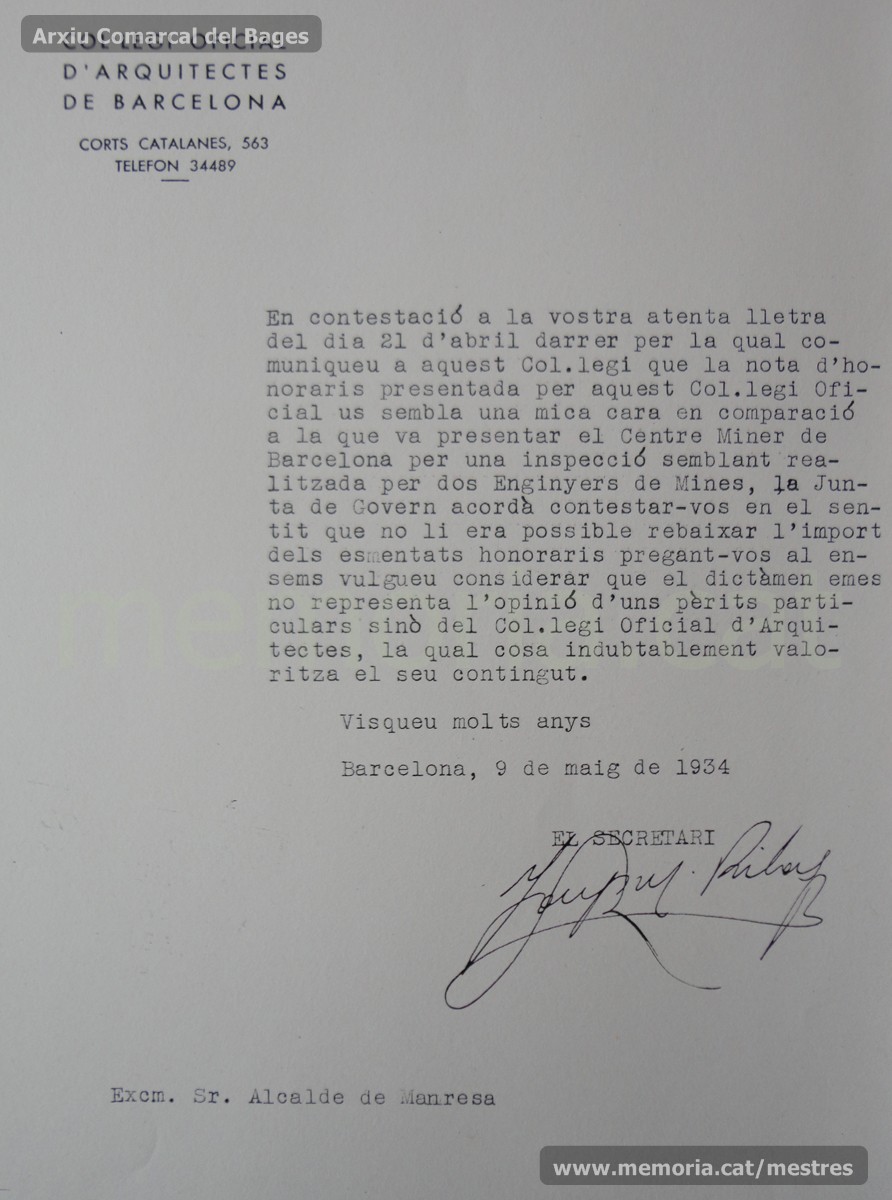 Arxiu Comarcal del Bages
COL·LEGI OFICIAL
D'ARQUITECTES
DE BARCELONA
CORTS CATALANES, 563
TELEFON 34489
En contestació a la vostra atenta lletra
del dia 21 d'abril darrer per la qual co-
muniqueu a aquest Col.legi que la nota d'ho-
noraris presentada per aquest Col.legi Ofi-
cial us sembla una mica cara en comparació
a la que va presentar el Centre Miner de
Barcelona per una inspecció semblant rea-
litzada per dos Enginyers de Mines, la Jun-
ta de Govern acordà contestar-vos en el sen-
tit que no li era possible rebaixar l'import
dels esmentats honoraris pregant-vos al en-
sems vulgueu considerar que el dictàmen emes
no representa l'opinió d'uns pèrits parti-
culars sinò del Col.legi Oficial d'Arqui-
tectes, la qual cosa indubtablement valo-
ritza el seu contingut.
Visqueu molts anys
Barcelona, 9 de maig de 1934
EL SECRETARI
Ribas
Excm. Sr. Alcalde de Manresa
www.memoria.cat/mestres